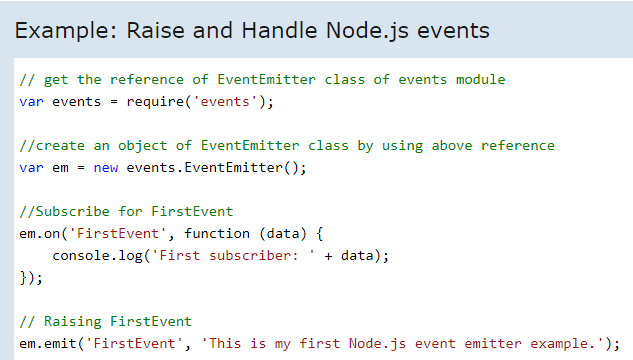 Example: Raise and Handle Node.js events
// get the reference of EventEmitter class of events module
var events = require('events');
//create an object of EventEmitter class by using above reference
var em = new events.EventEmitter();
//Subscribe for FirstEvent
em.on('FirstEvent', function (data) {
    console.log('First subscriber: ' + data);
});
// Raising FirstEvent
em.emit('FirstEvent', 'This is my first Node.js event emitter example.');